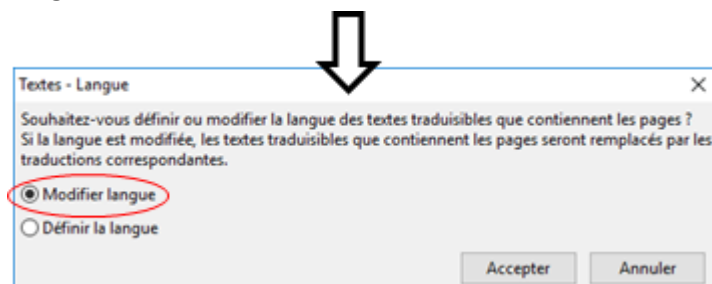 Textes - Langue
Souhaitez-vous définir ou modifier la langue des textes traduisibles que contiennent les pages ?
Si la langue est modifiée, les textes traduisibles que contiennent les pages seront remplacés par les
traductions correspondantes.
Modifier langue
Définir la langue
Accepter Annuler